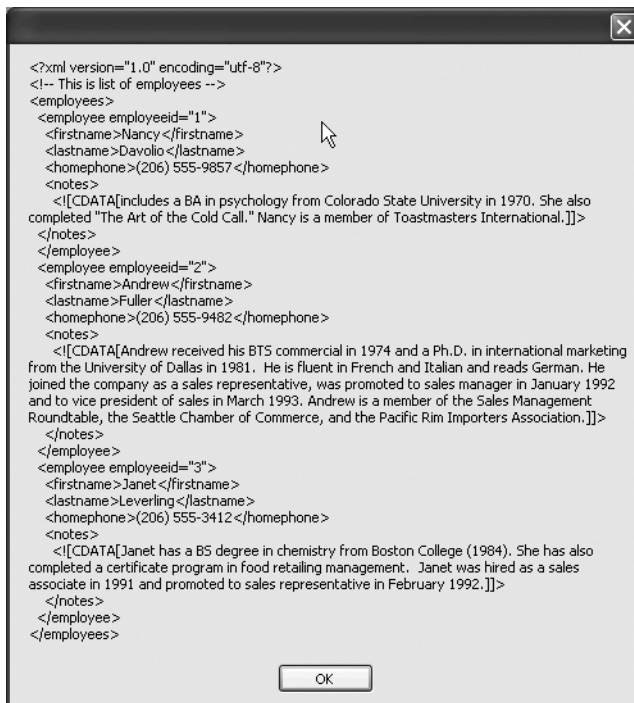 <?xml version="1.0" encoding="utf-8"?>
<!-- This is list of employees -->
<employees>
<employee employeeid="1">
<firstname>Nancy</firstname>
<lastname>Davolio</lastname>
<homephone>(206) 555-9857</homephone>
<notes>
<![CDATA[includes a BA in psychology from Colorado State University in 1970. She also
completed "The Art of the Cold Call." Nancy is a member of Toastmasters International.]]>
</notes>
</employee>
<employee employeeid="2">
<firstname>Andrew</firstname>
<lastname>Fuller</lastname>
<homephone>(206) 555-9482</homephone>
<notes>
<![CDATA[Andrew received his BTS commercial in 1974 and a Ph.D. in international marketing
from the University of Dallas in 1981.  He is fluent in French and Italian and reads German. He
joined the company as a sales representative, was promoted to sales manager in January 1992
and to vice president of sales in March 1993. Andrew is a member of the Sales Management
Roundtable, the Seattle Chamber of Commerce, and the Pacific Rim Importers Association.]]>
</notes>
</employee>
<employee employeeid="3">
<firstname>Janet</firstname>
<lastname>Leverling</lastname>
<homephone>(206) 555-3412</homephone>
<notes>
<![CDATA[Janet has a BS degree in chemistry from Boston College (1984). She has also
completed a certificate program in food retailing management.  Janet was hired as a sales
associate in 1991 and promoted to sales representative in February 1992.]]>
</notes>
</employee>
</employees>
OK